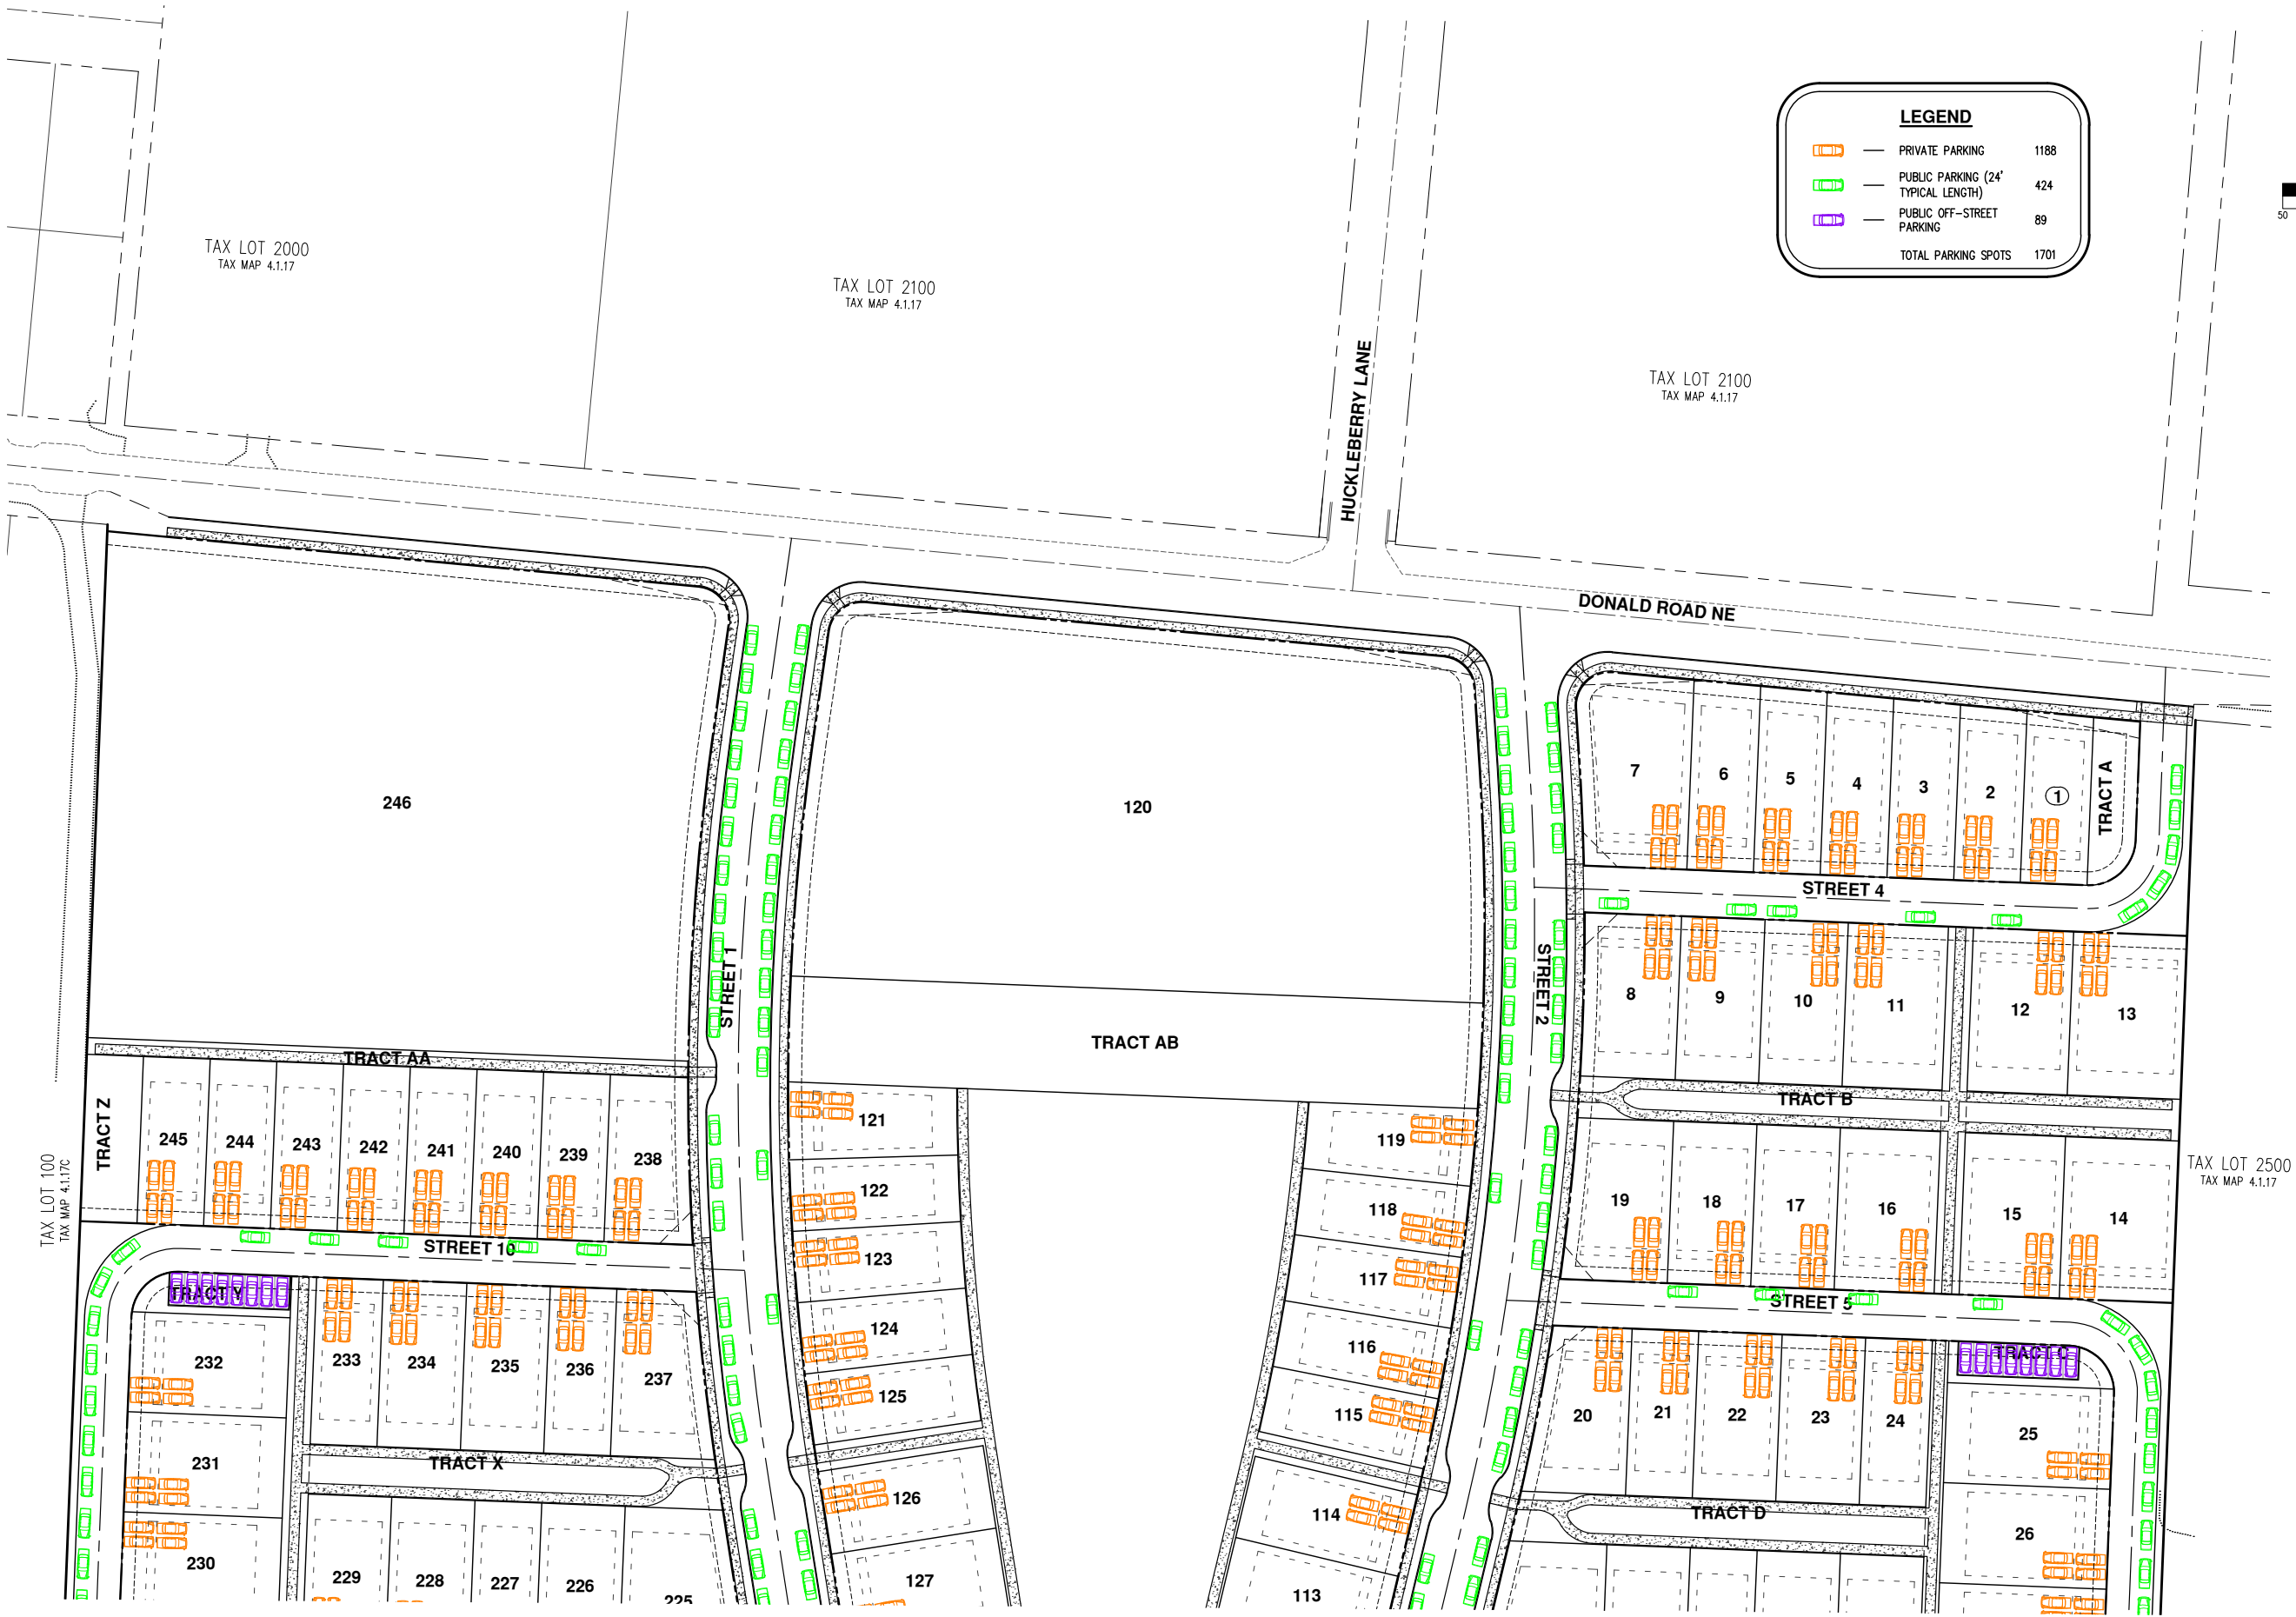 LEGEND
PRIVATE PARKING 1188
PUBLIC PARKING (24' TYPICAL LENGTH) 424
PUBLIC OFF-STREET PARKING 89
TOTAL PARKING SPOTS 1701
50
TAX LOT 2000
TAX MAP 4.1.17
TAX LOT 2100
TAX MAP 4.1.17
HUCKLEBERRY LANE
TAX LOT 2100
TAX MAP 4.1.17
DONALD ROAD NE
246
120
7
6
5
4
3
2
1
TRACT A
STREET 4
STREET 1
STREET 2
8
9
10
11
12
13
TRACT AA
TRACT AB
TRACT B
TRACT Z
245
244
243
242
241
240
239
238
121
122
123
124
125
126
127
119
118
117
116
115
114
113
19
18
17
16
15
14
TAX LOT 100
TAX MAP 4.1.17C
TAX LOT 2500
TAX MAP 4.1.17
STREET 10
STREET 5
TRACT Y
TRACT C
232
233
234
235
236
237
20
21
22
23
24
25
231
TRACT X
TRACT D
26
230
229
228
227
226
225